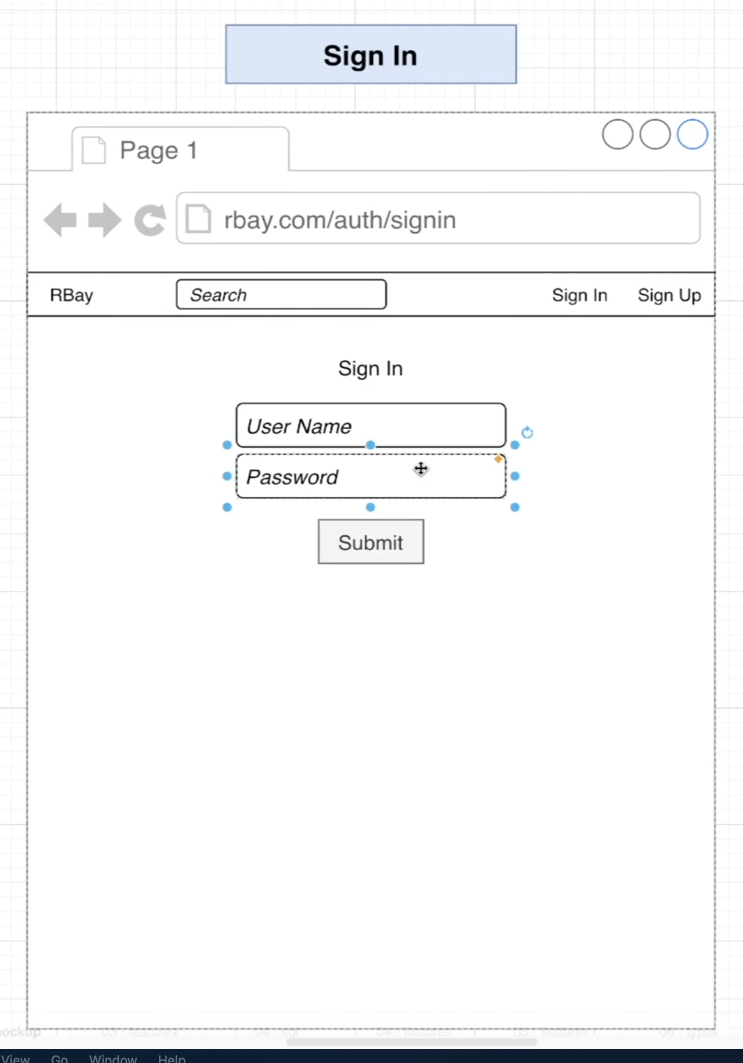 Sign In
Page 1
rbay.com/auth/signin
RBay Search Sign In Sign Up
Sign In
User Name
Password
Submit
View Go Window Help